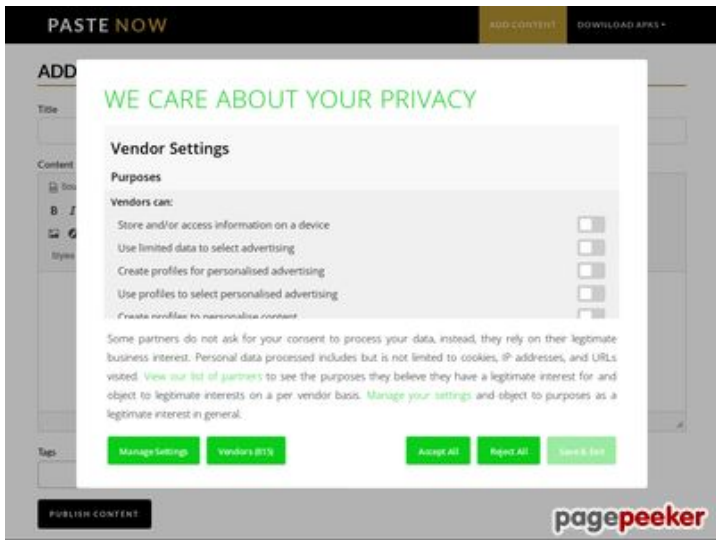 PASTE NOW
ADD CONTENT
DOWNLOAD APKS
ADD
Title
Content
B I
Styles
Tags
PUBLISH CONTENT
WE CARE ABOUT YOUR PRIVACY
Vendor Settings
Purposes
Vendors can:
Store and/or access information on a device
Use limited data to select advertising
Create profiles for personalised advertising
Use profiles to select personalised advertising
Create profiles to personalise content
Some partners do not ask for your consent to process your data, instead, they rely on their legitimate
business interest. Personal data processed includes but is not limited to cookies, IP addresses, and URLs
visited. View our list of partners to see the purposes they believe they have a legitimate interest for and
object to legitimate interests on a per vendor basis. Manage your settings and object to purposes as a
legitimate interest in general.
Manage Settings
Vendors (815)
Accept All
Reject All
Save & Exit
pagepeeker